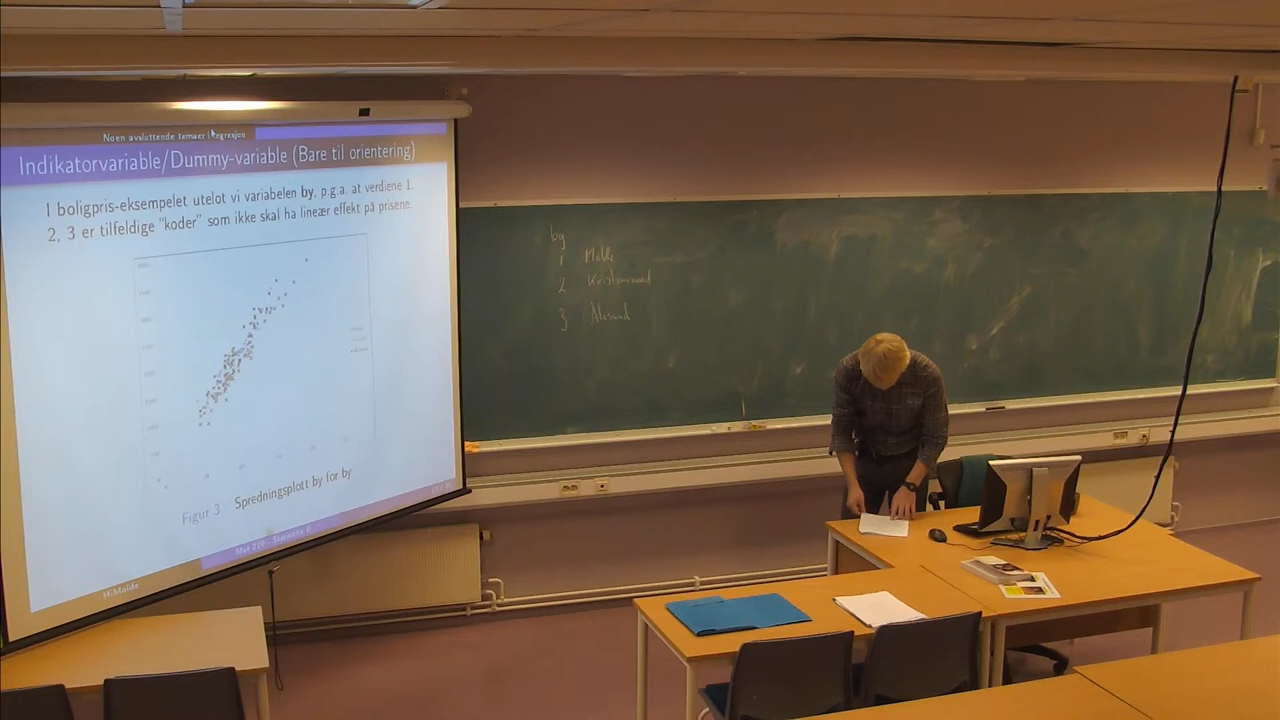 Noen avsluttende temaer i regresjon
Indikatorvariable/Dummy-variable (Bare til orientering)
I boligpris-eksempelet utelot vi variabelen by, p.g.a. at verdiene 1,
2, 3 er tilfeldige "koder" som ikke skal ha lineær effekt på prisene.
Figur 3 Spredningsplott by for by
HiMolde
by
1 Molde
2 Kristiansund
3 Ålesund